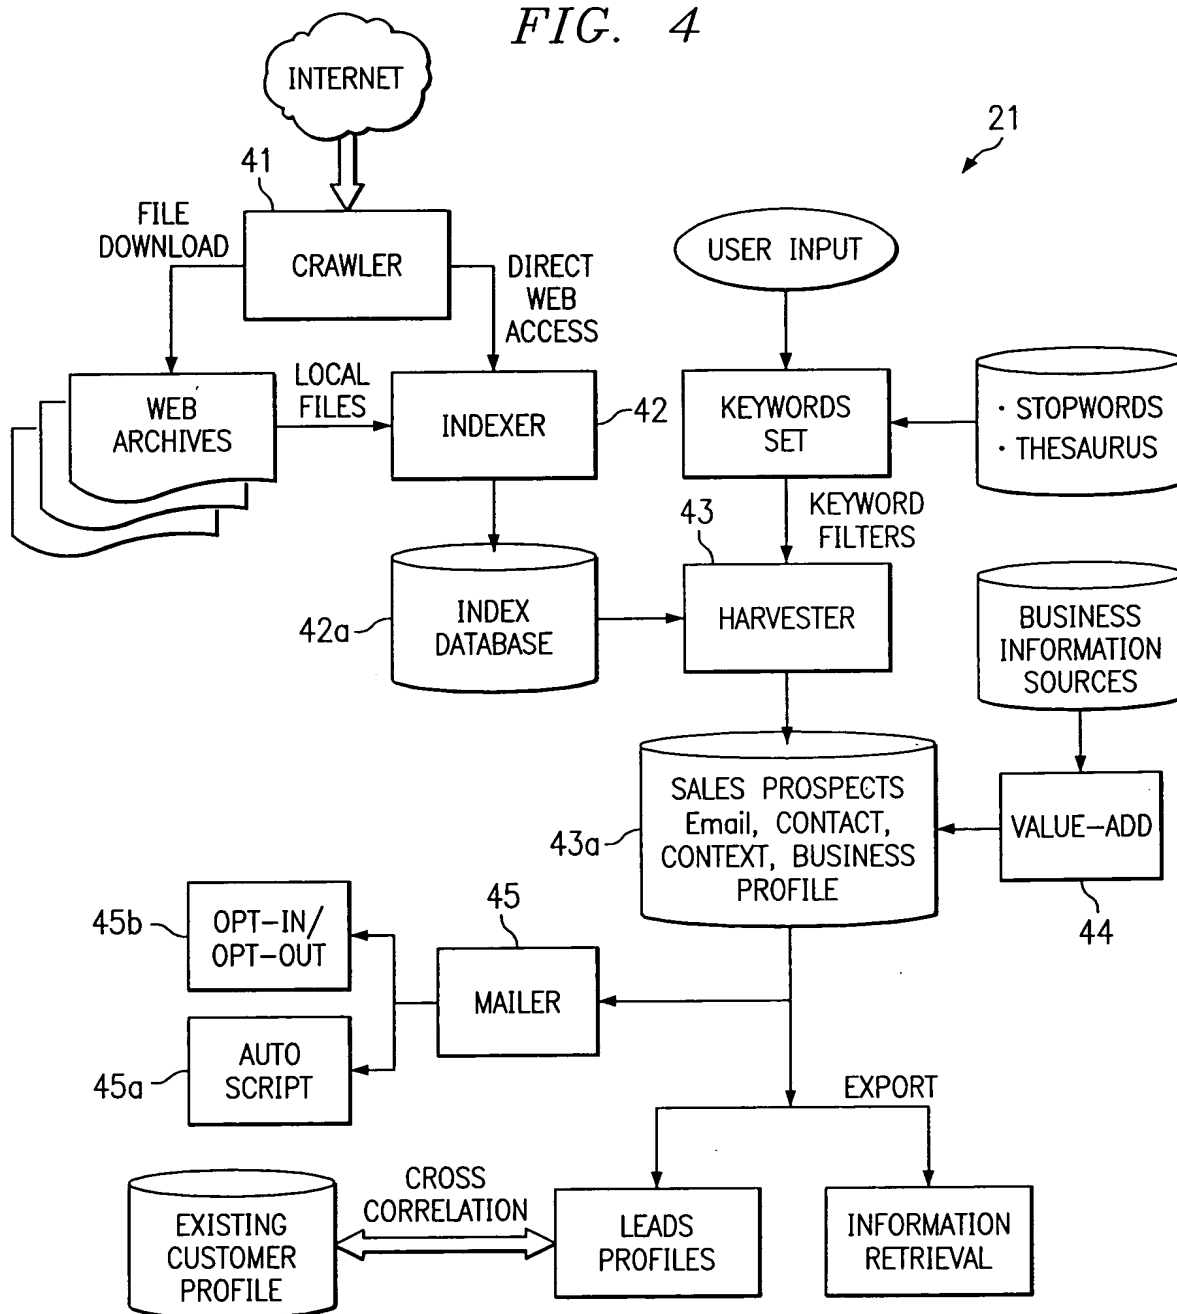 FIG. 4
INTERNET
21
41
FILE
DOWNLOAD
CRAWLER
USER INPUT
DIRECT
WEB
ACCESS
WEB
ARCHIVES
LOCAL
FILES
INDEXER
42
KEYWORDS
SET
· STOPWORDS
· THESAURUS
KEYWORD
FILTERS
43
42a
INDEX
DATABASE
HARVESTER
BUSINESS
INFORMATION
SOURCES
SALES PROSPECTS
Email, CONTACT,
CONTEXT, BUSINESS
PROFILE
43a
VALUE-ADD
44
45b
OPT-IN/
OPT-OUT
45
MAILER
45a
AUTO
SCRIPT
EXPORT
EXISTING
CUSTOMER
PROFILE
CROSS
CORRELATION
LEADS
PROFILES
INFORMATION
RETRIEVAL